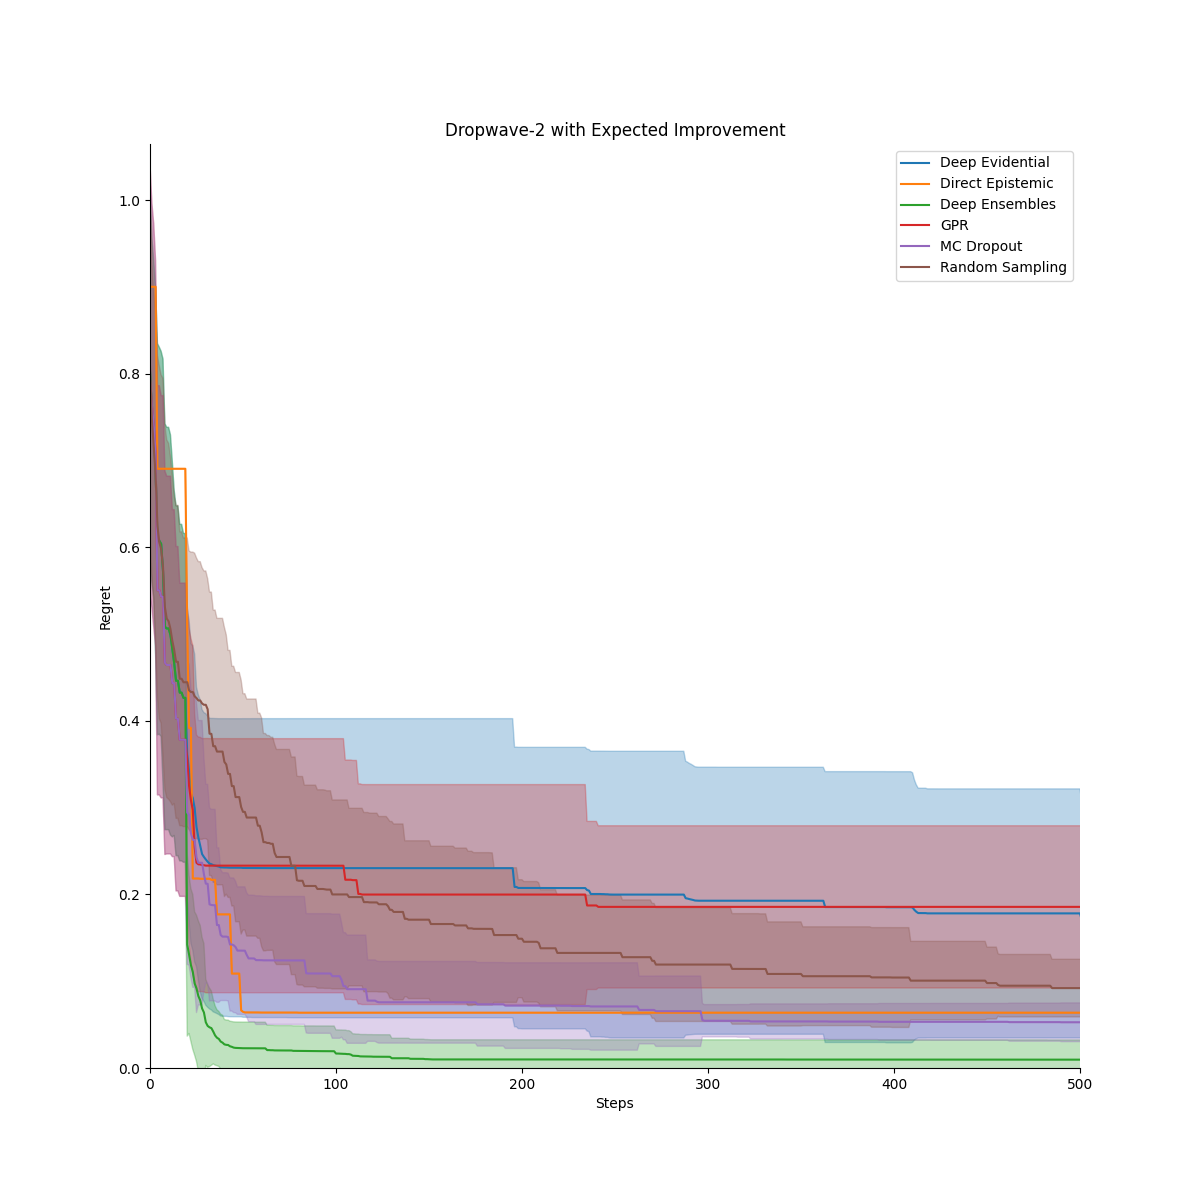 Dropwave-2 with Expected Improvement
Deep Evidential
Direct Epistemic
Deep Ensembles
GPR
MC Dropout
Random Sampling
1.0
0.8
0.6
0.4
0.2
0.0
Regret
0 100 200 300 400 500
Steps